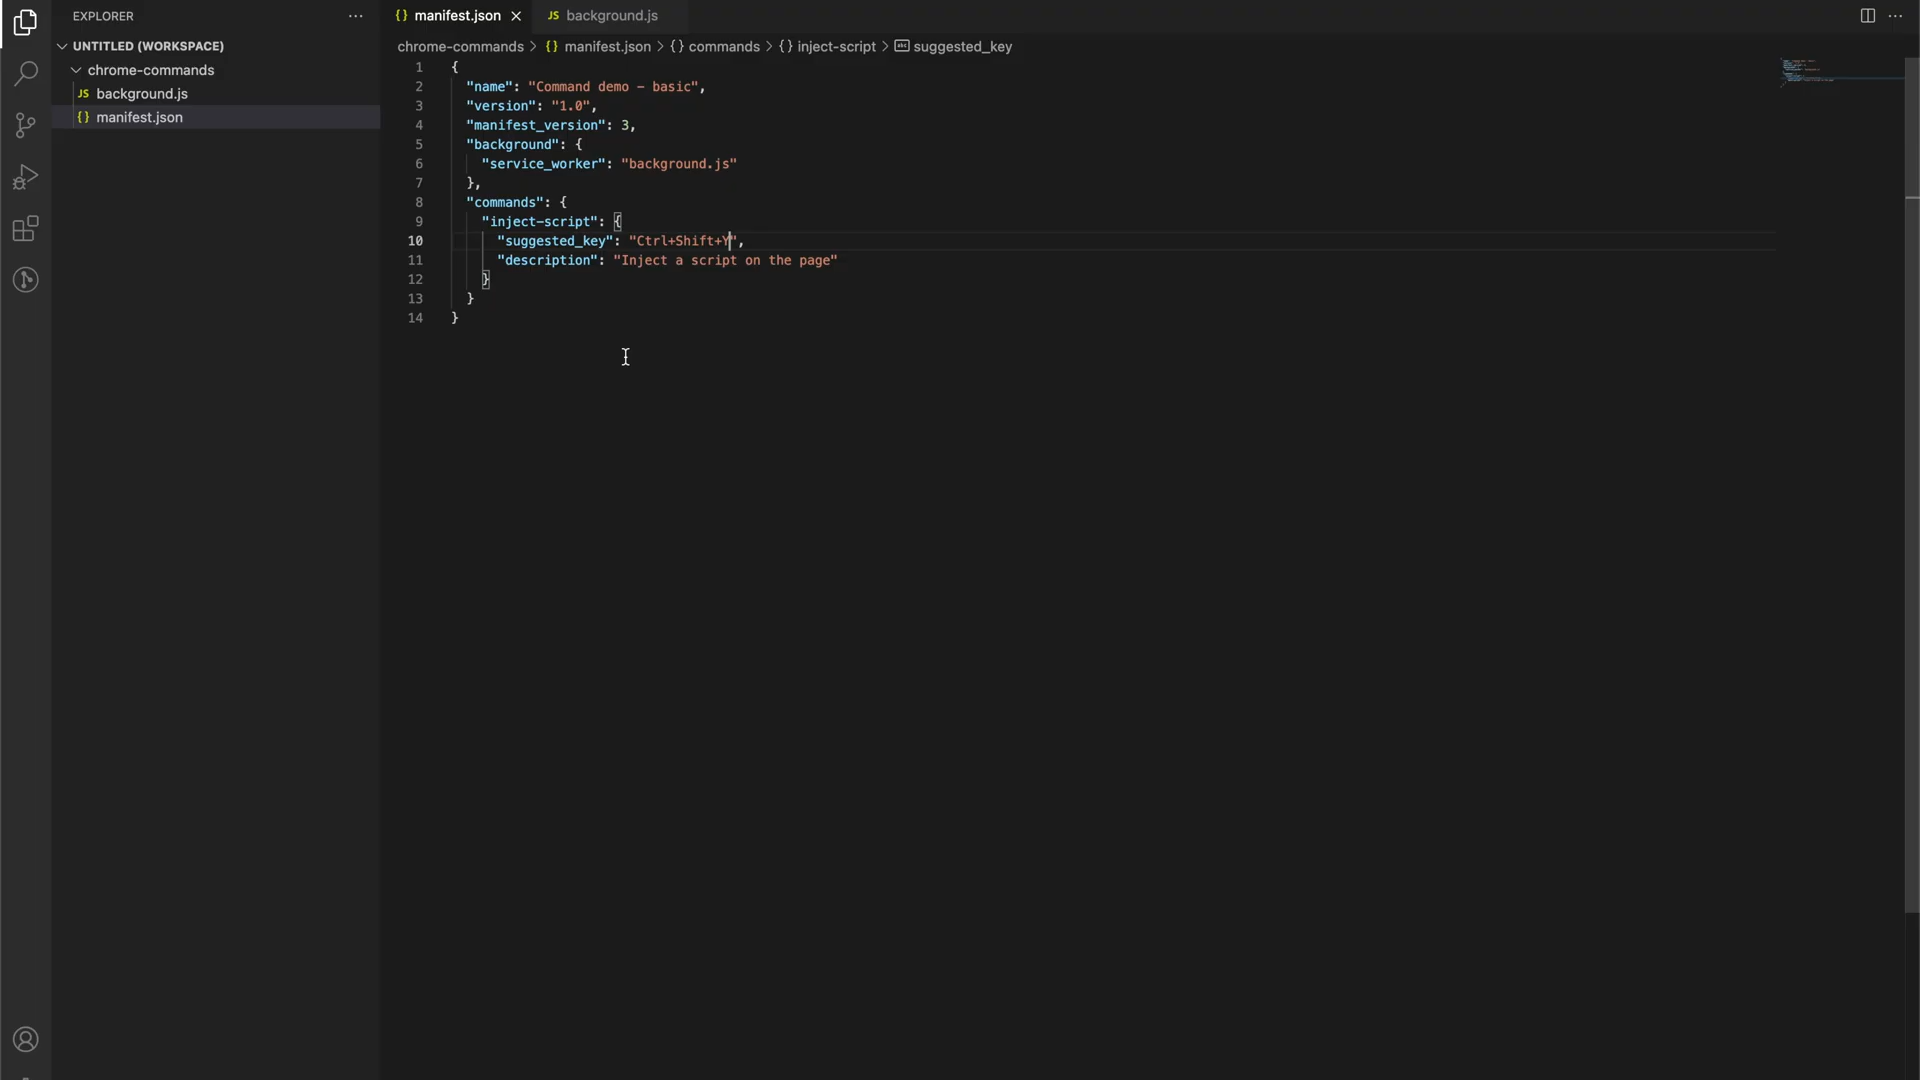 EXPLORER
UNTITLED (WORKSPACE)
chrome-commands
JS background.js
{} manifest.json
{} manifest.json
JS background.js
chrome-commands > {} manifest.json > {} commands > {} inject-script > abc suggested_key
1 {
2 "name": "Command demo - basic",
3 "version": "1.0",
4 "manifest_version": 3,
5 "background": {
6 "service_worker": "background.js"
7 },
8 "commands": {
9 "inject-script": {
10 "suggested_key": "Ctrl+Shift+Y",
11 "description": "Inject a script on the page"
12 }
13 }
14 }